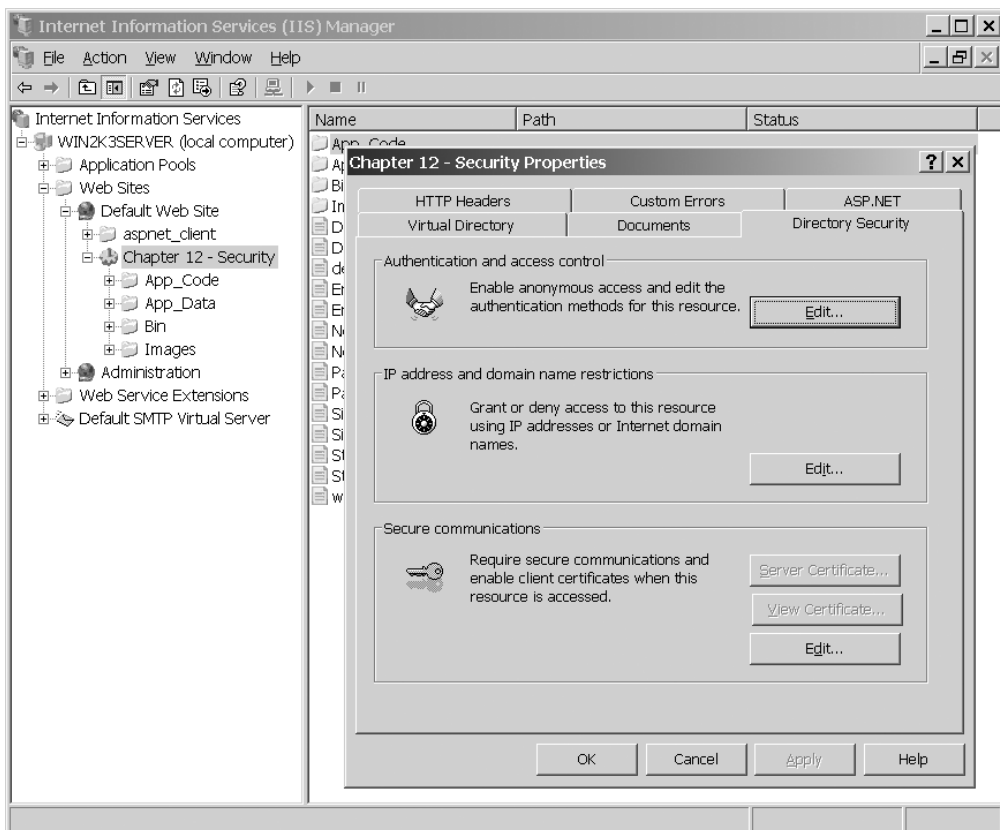 Internet Information Services (IIS) Manager
File Action View Window Help
Internet Information Services
WIN2K3SERVER (local computer)
Application Pools
Web Sites
Default Web Site
aspnet_client
Chapter 12 - Security
App_Code
App_Data
Bin
Images
Administration
Web Service Extensions
Default SMTP Virtual Server
Name Path Status
App_Code
Chapter 12 - Security Properties
HTTP Headers Custom Errors ASP.NET
Virtual Directory Documents Directory Security
Authentication and access control
Enable anonymous access and edit the
authentication methods for this resource.
Edit...
IP address and domain name restrictions
Grant or deny access to this resource
using IP addresses or Internet domain
names.
Edit...
Secure communications
Require secure communications and
enable client certificates when this
resource is accessed.
Server Certificate...
View Certificate...
Edit...
OK Cancel Apply Help